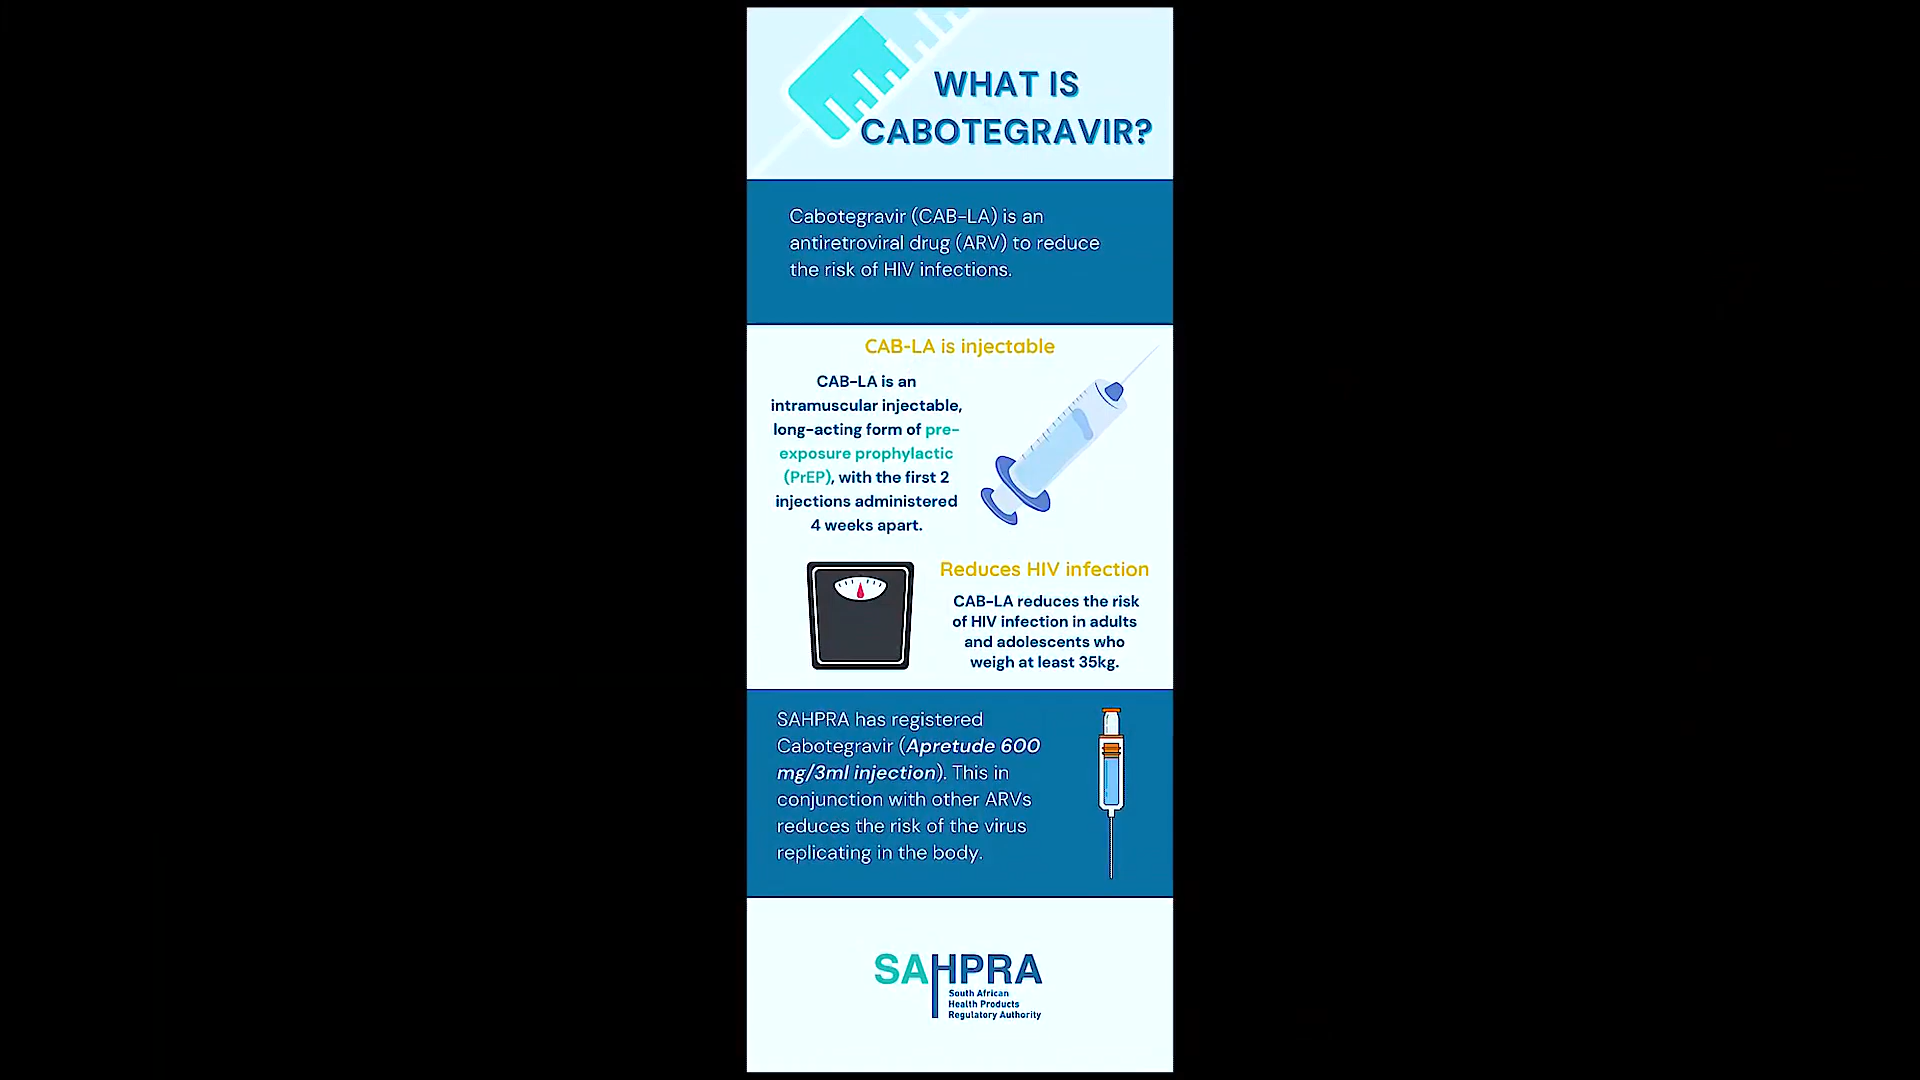 WHAT IS
CABOTEGRAVIR?
Cabotegravir (CAB-LA) is an
antiretroviral drug (ARV) to reduce
the risk of HIV infections.
CAB-LA is injectable
CAB-LA is an
intramuscular injectable,
long-acting form of pre-
exposure prophylactic
(PrEP), with the first 2
injections administered
4 weeks apart.
Reduces HIV infection
CAB-LA reduces the risk
of HIV infection in adults
and adolescents who
weigh at least 35kg.
SAHPRA has registered
Cabotegravir (Apretude 600
mg/3ml injection). This in
conjunction with other ARVs
reduces the risk of the virus
replicating in the body.
SAHPRA
South African
Health Products
Regulatory Authority